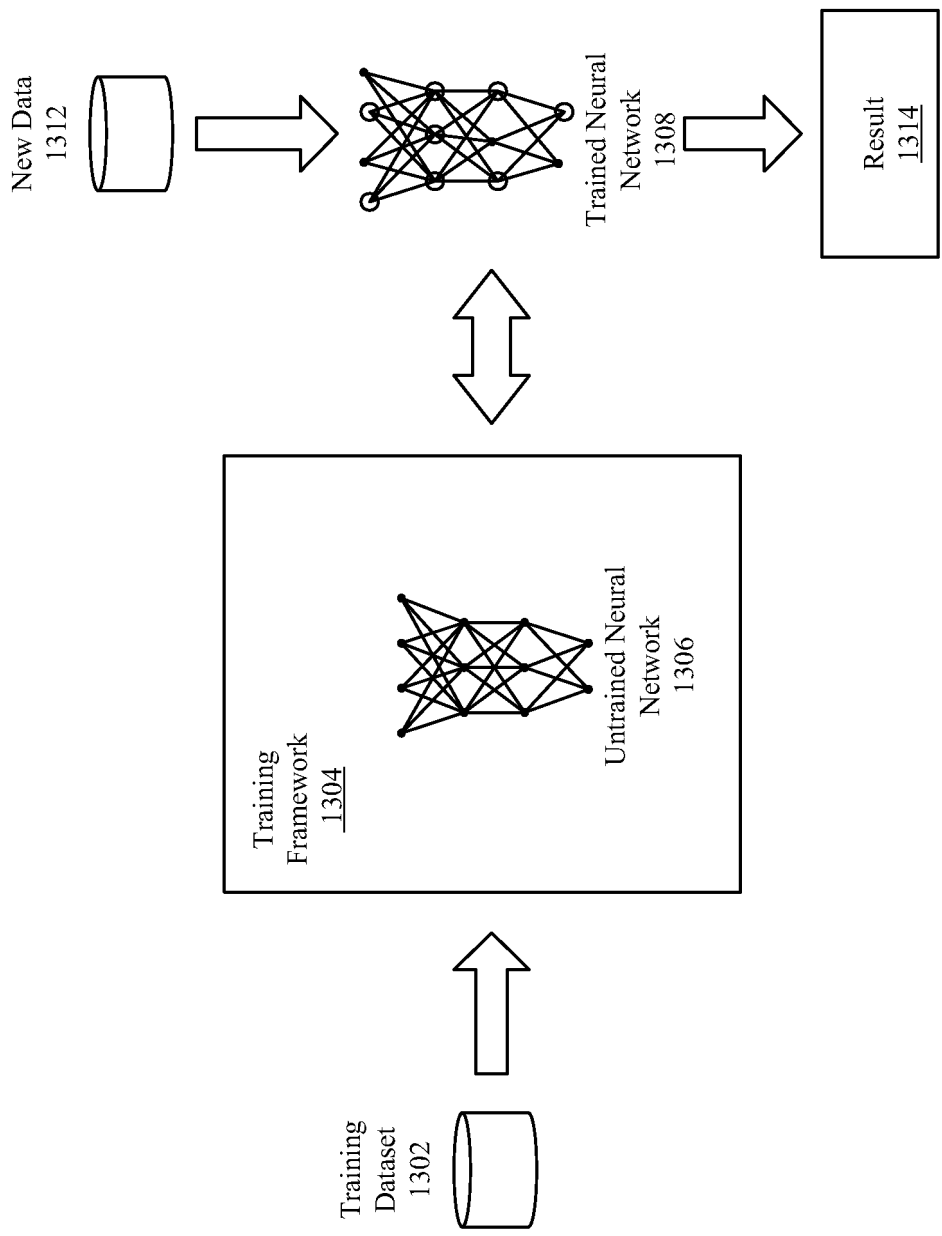 Training
Dataset
1302
Training
Framework
1304
Untrained Neural
Network
1306
New Data
1312
Trained Neural
Network
1308
Result
1314